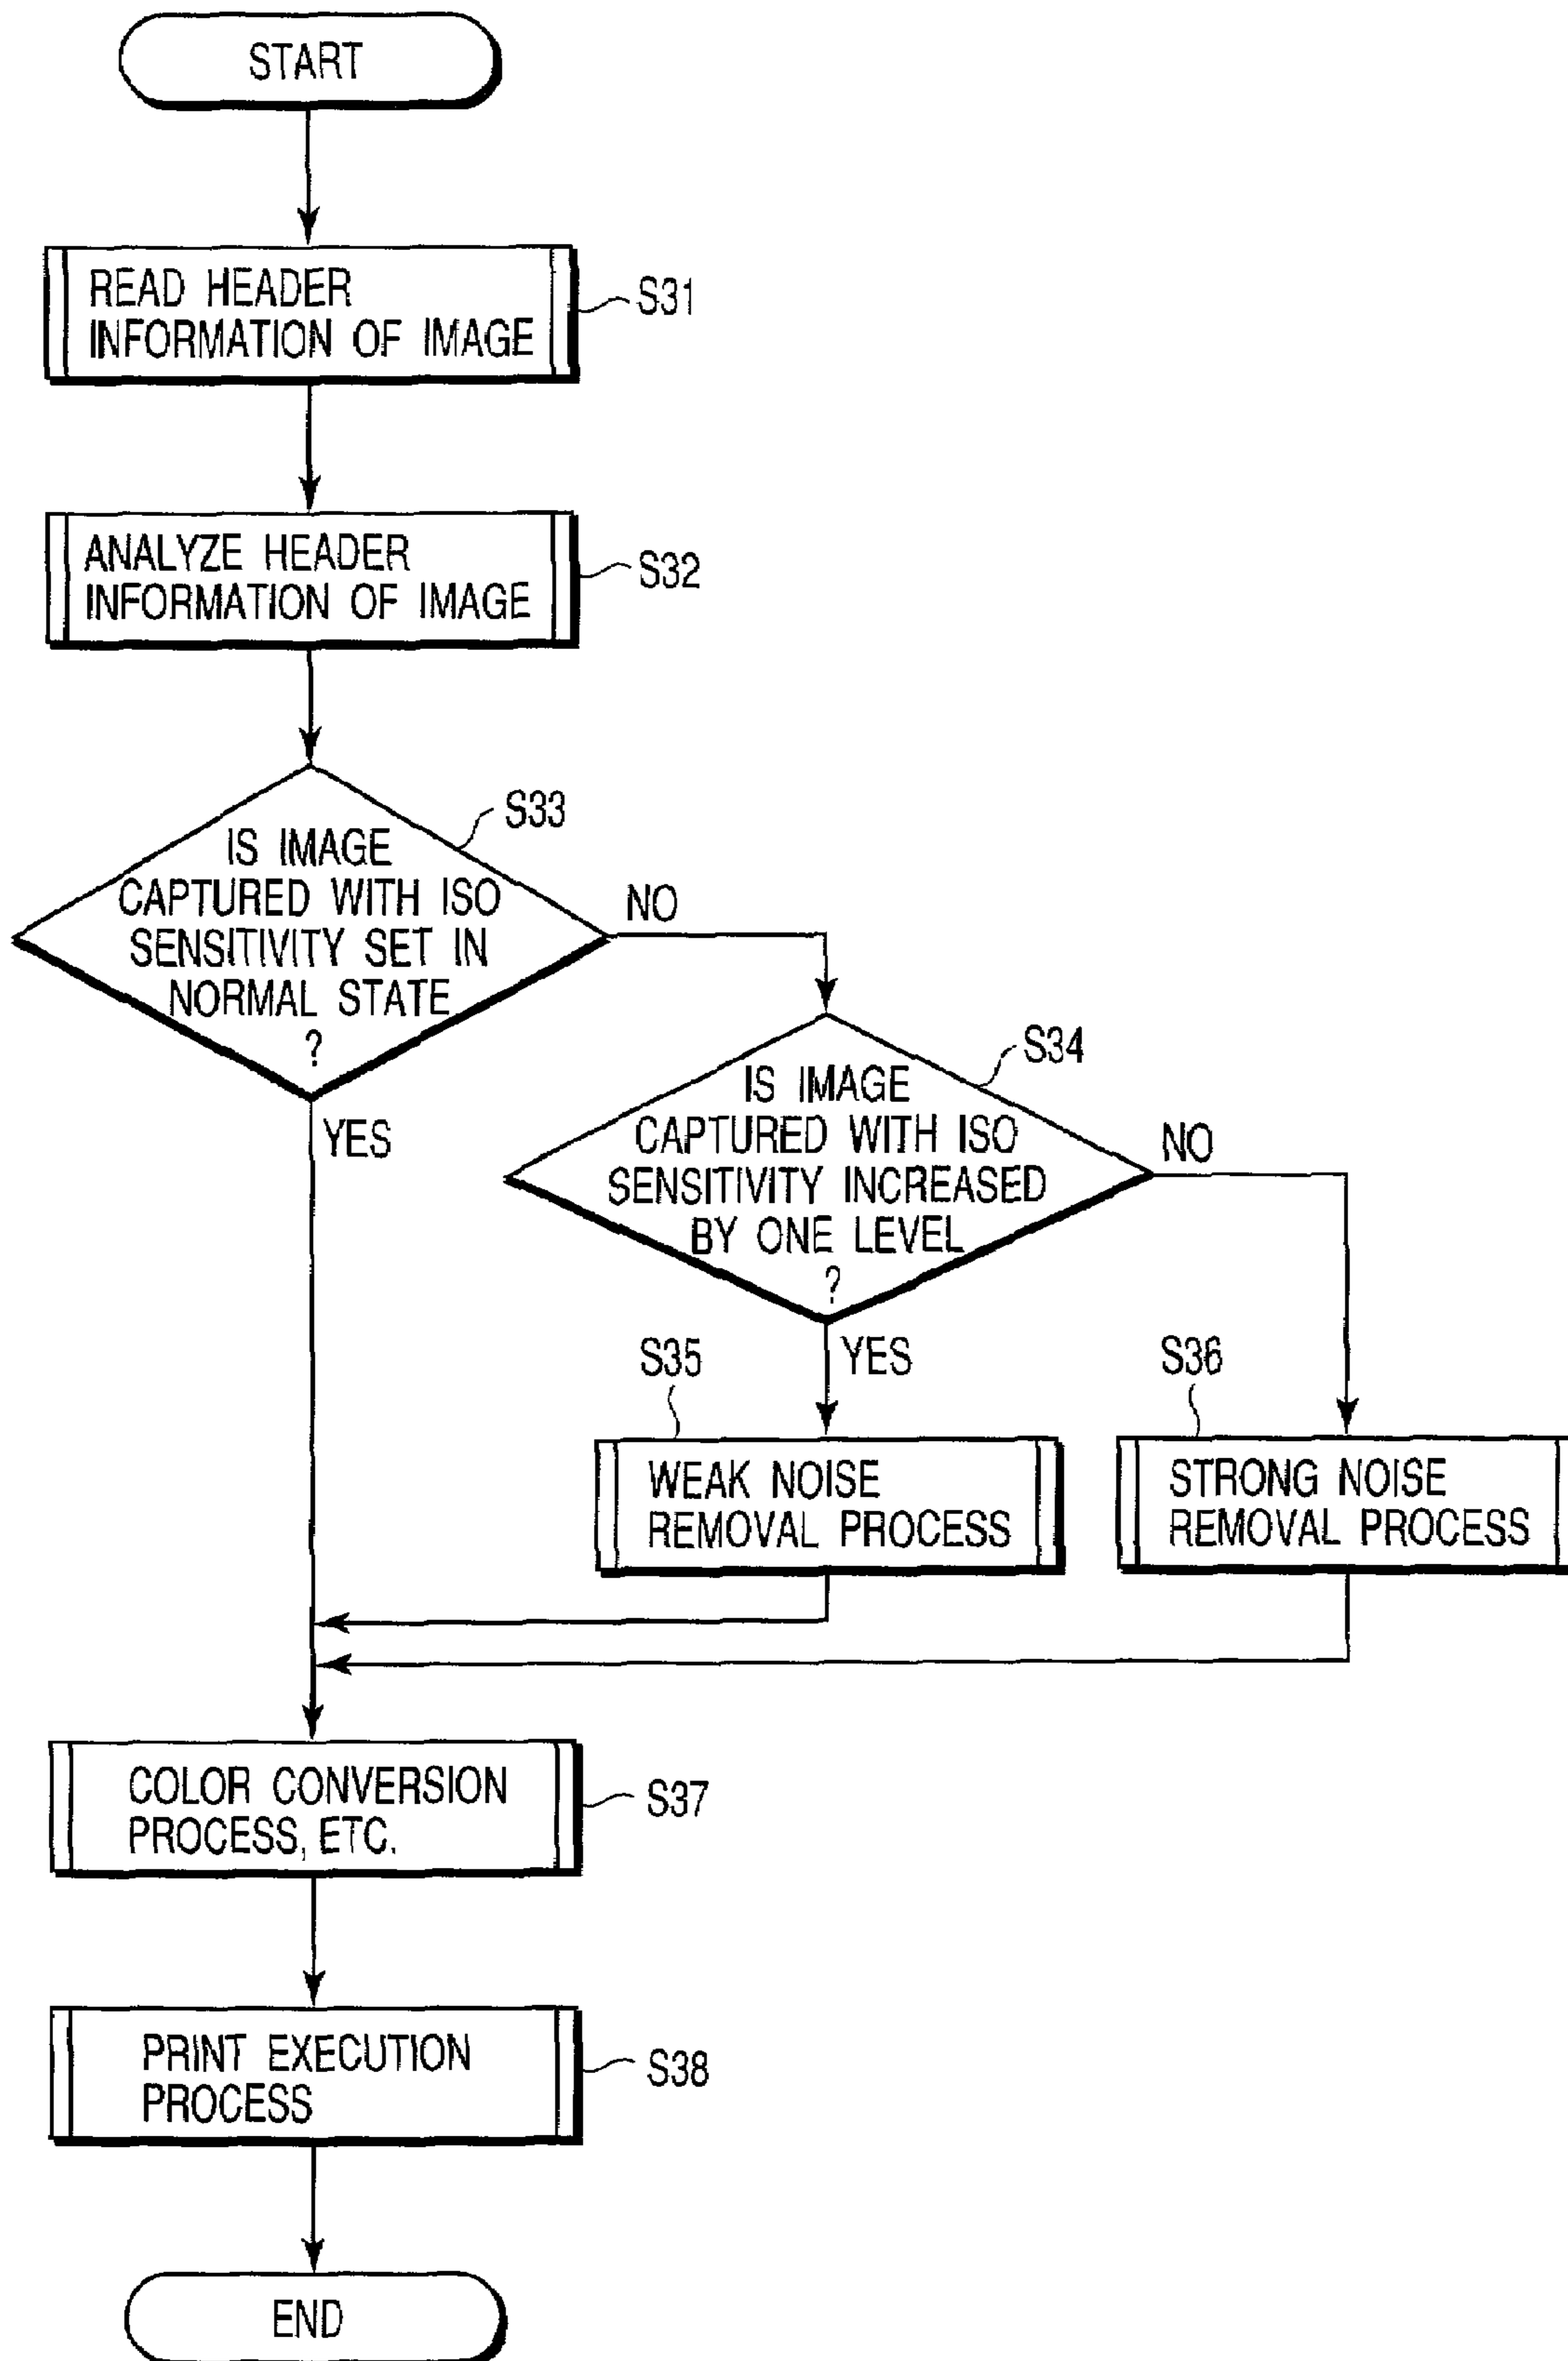 START
READ HEADER
INFORMATION OF IMAGE
S31
ANALYZE HEADER
INFORMATION OF IMAGE
S32
S33
IS IMAGE
CAPTURED WITH ISO
SENSITIVITY SET IN
NORMAL STATE
?
NO
YES
S34
IS IMAGE
CAPTURED WITH ISO
SENSITIVITY INCREASED
BY ONE LEVEL
?
NO
YES
S35
WEAK NOISE
REMOVAL PROCESS
S36
STRONG NOISE
REMOVAL PROCESS
COLOR CONVERSION
PROCESS, ETC.
S37
PRINT EXECUTION
PROCESS
S38
END